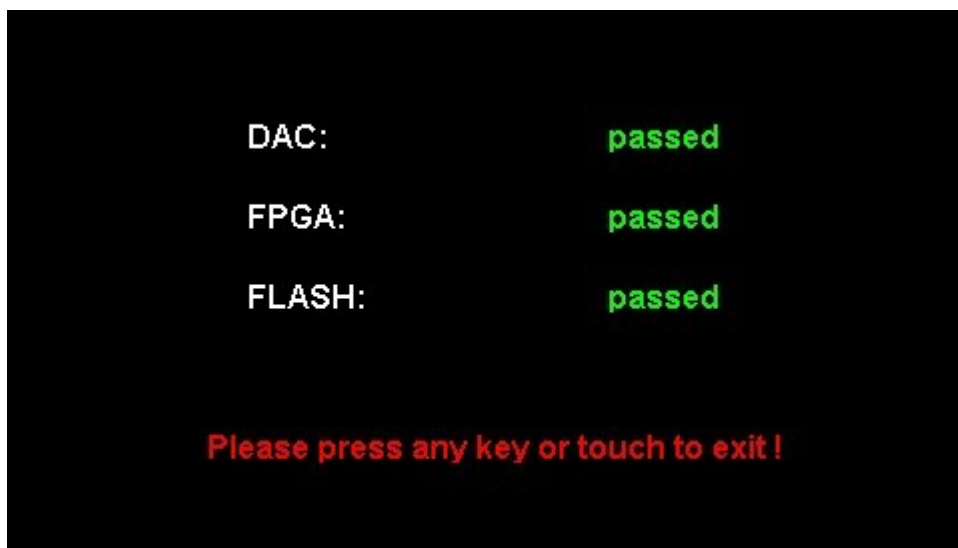 DAC: passed
FPGA: passed
FLASH: passed
Please press any key or touch to exit !